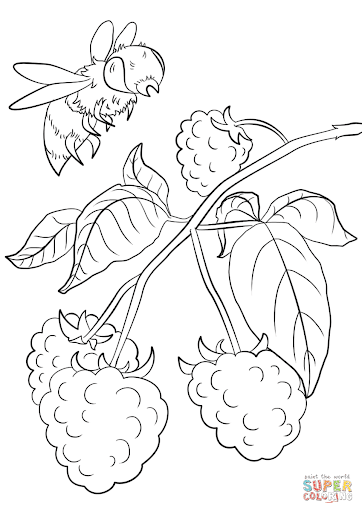 paint the world
SUPER
COLORING